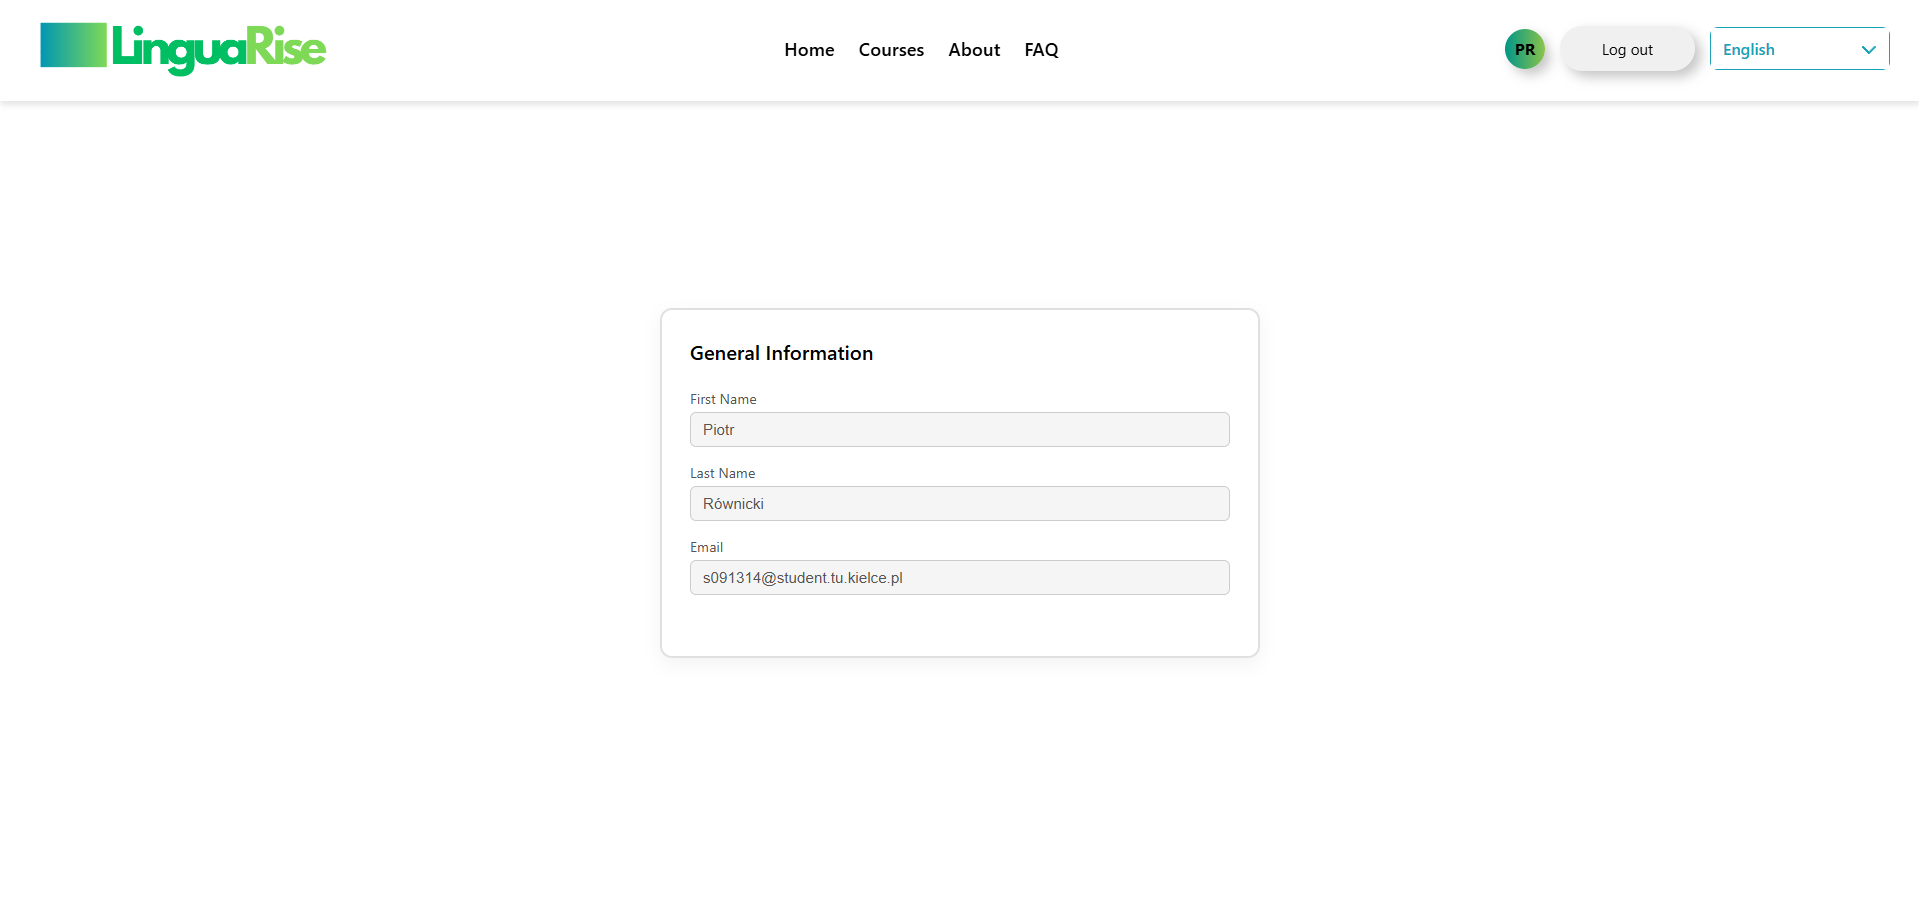 LinguaRise
Home Courses About FAQ
PR Log out English
General Information
First Name
Piotr
Last Name
Równicki
Email
s091314@student.tu.kielce.pl